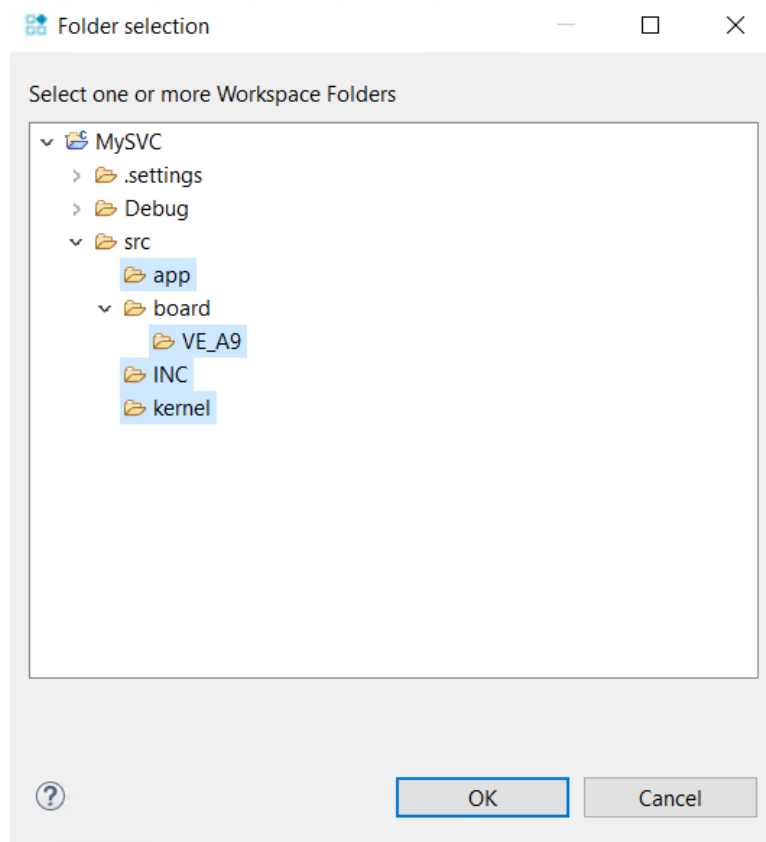 Folder selection
Select one or more Workspace Folders
MySVC
.settings
Debug
src
app
board
VE_A9
INC
kernel
OK
Cancel